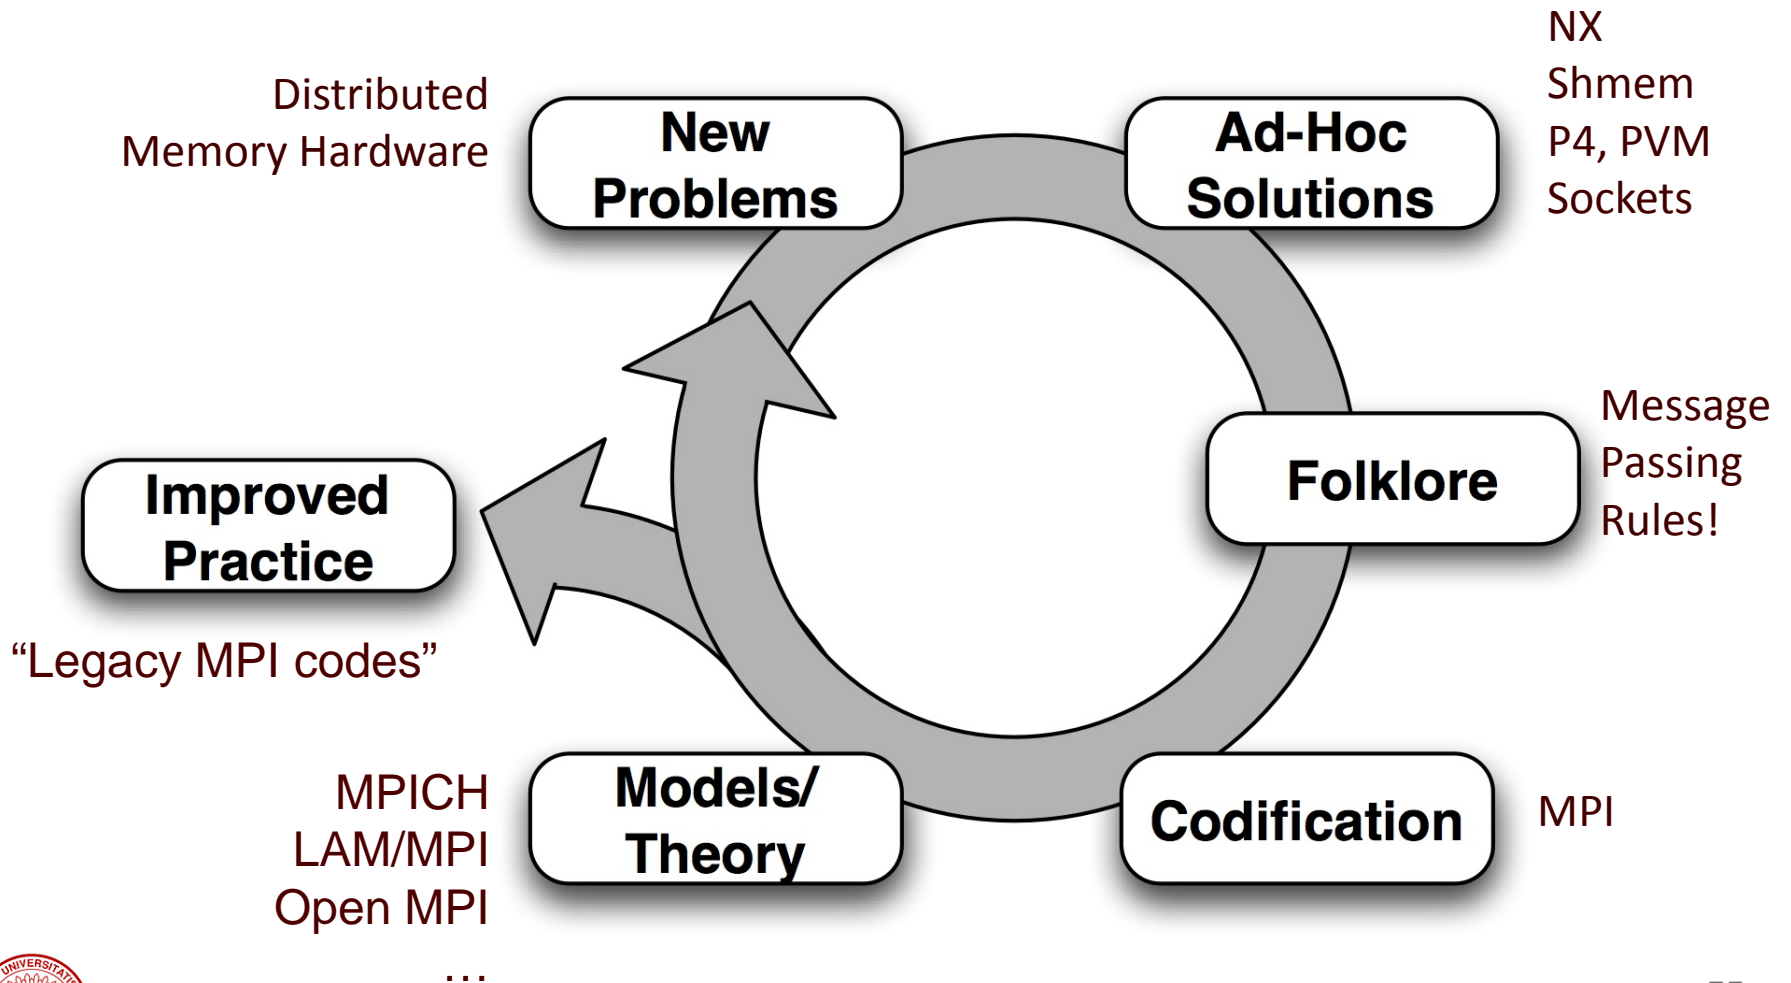 NX
Shmem
P4, PVM
Sockets
Distributed
Memory Hardware
New
Problems
Ad-Hoc
Solutions
Message
Passing
Rules!
Folklore
Improved
Practice
“Legacy MPI codes”
MPICH
LAM/MPI
Open MPI
…
Models/
Theory
Codification
MPI
UNIVERSITATIS